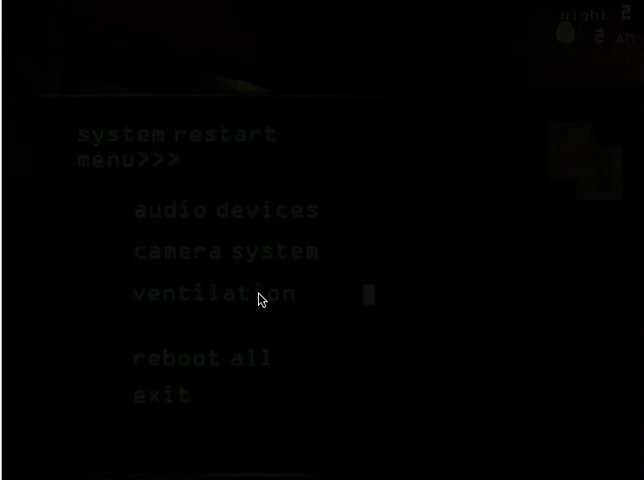 night 2
2 AM
system restart
menu>>>
audio devices
camera system
ventilation
reboot all
exit